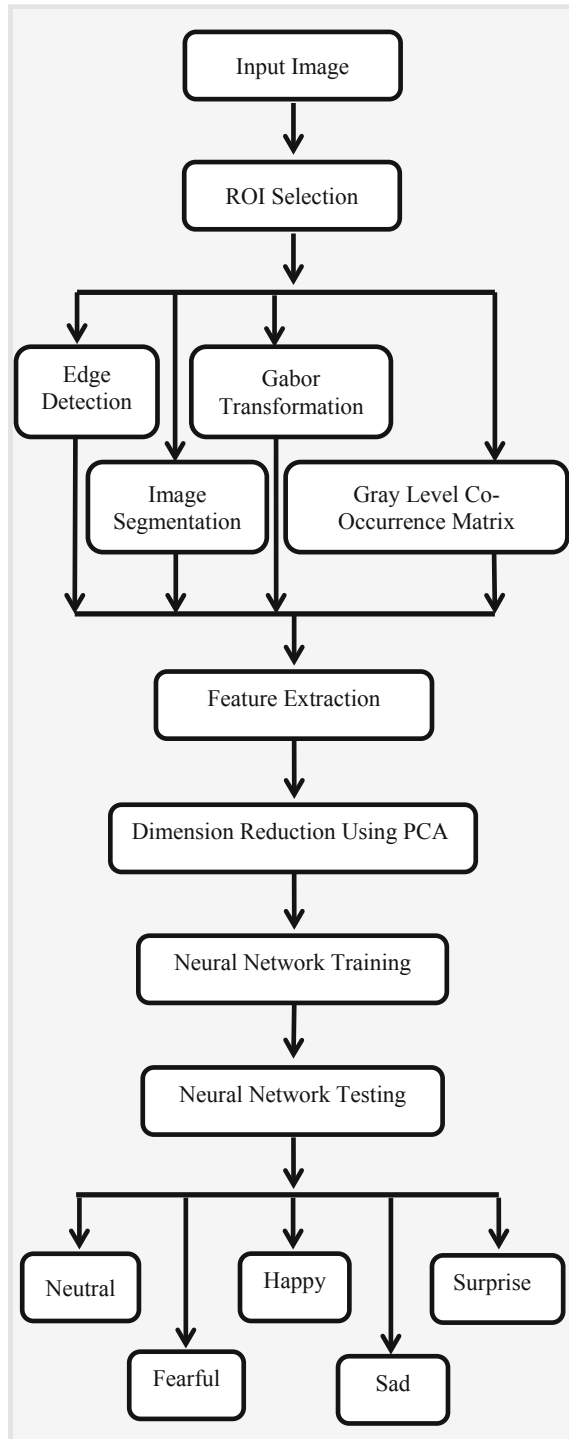 Input Image
ROI Selection
Edge
Detection
Gabor
Transformation
Image
Segmentation
Gray Level Co-
Occurrence Matrix
Feature Extraction
Dimension Reduction Using PCA
Neural Network Training
Neural Network Testing
Neutral
Happy
Surprise
Fearful
Sad